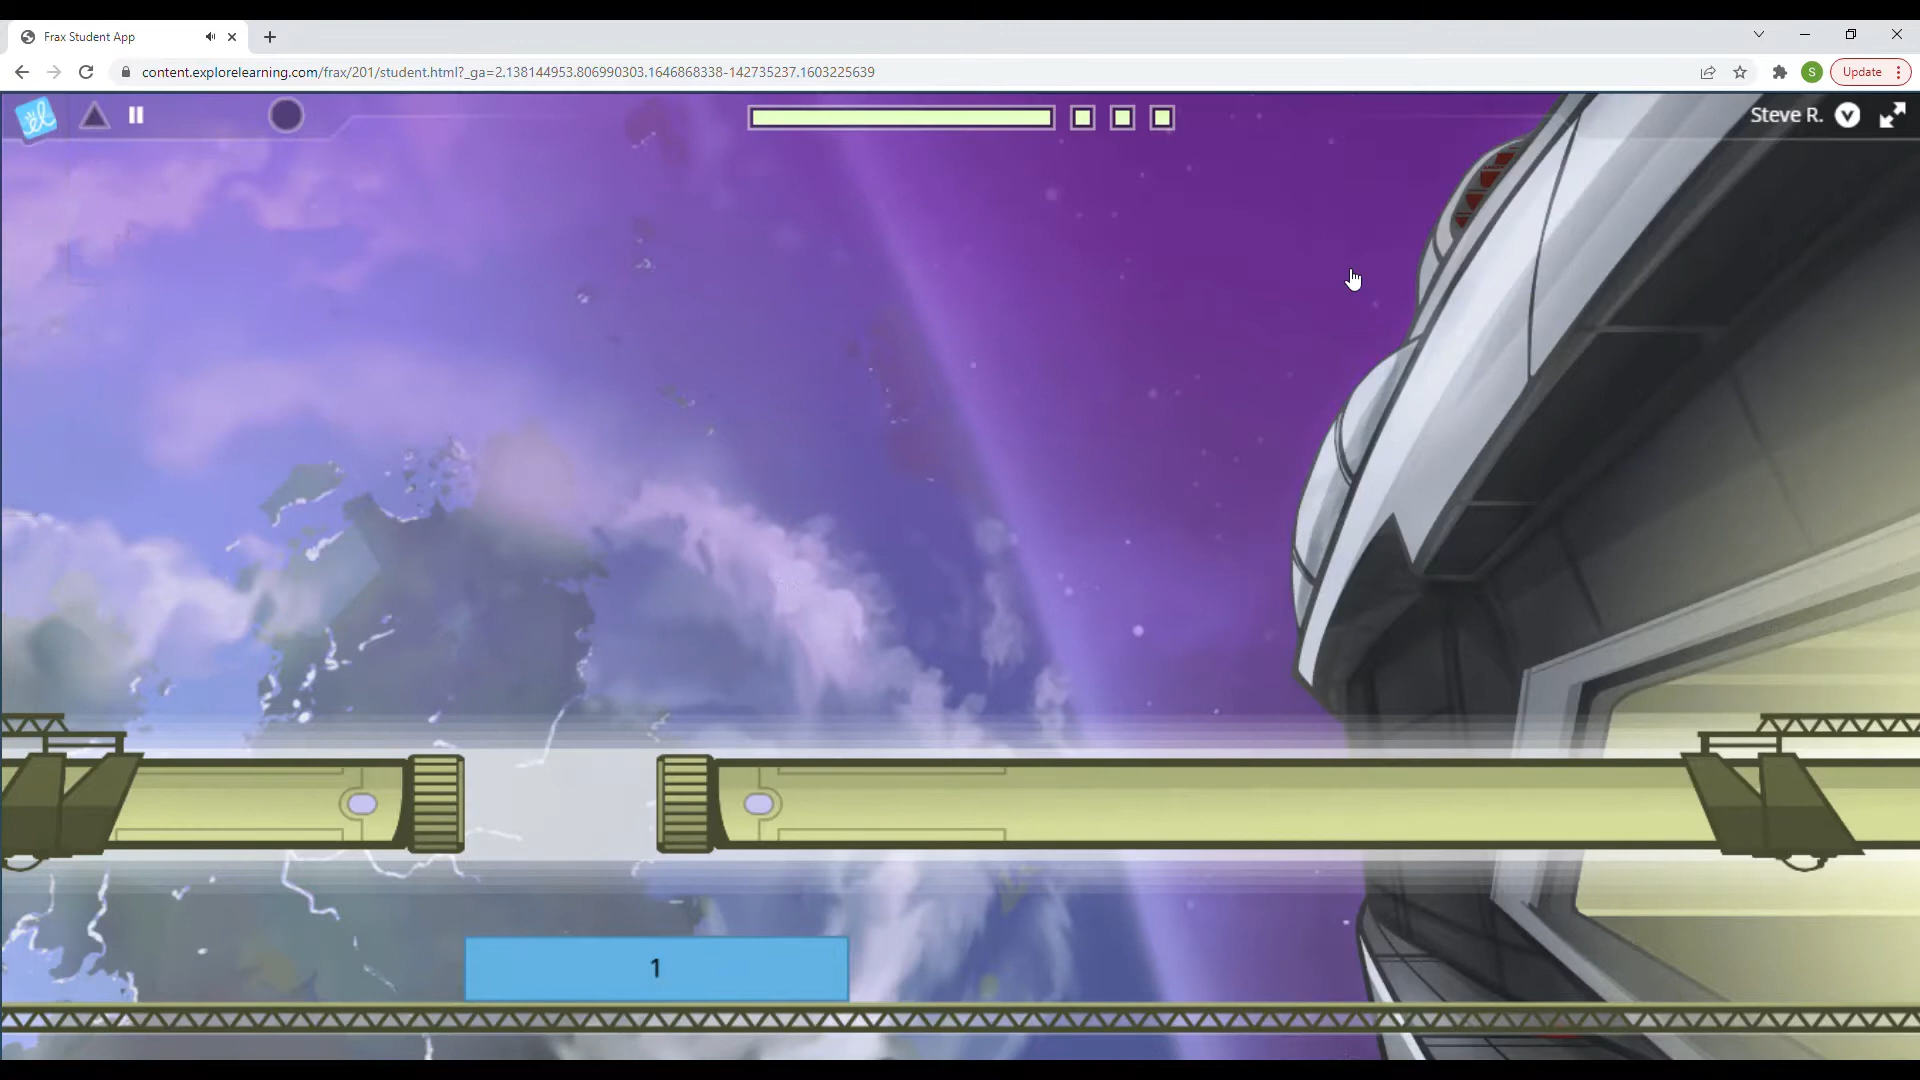 Frax Student App
content.explorelearning.com/frax/201/student.html?_ga=2.138144953.806990303.1646868338-142735237.1603225639
S
Update
el
Steve R.
1